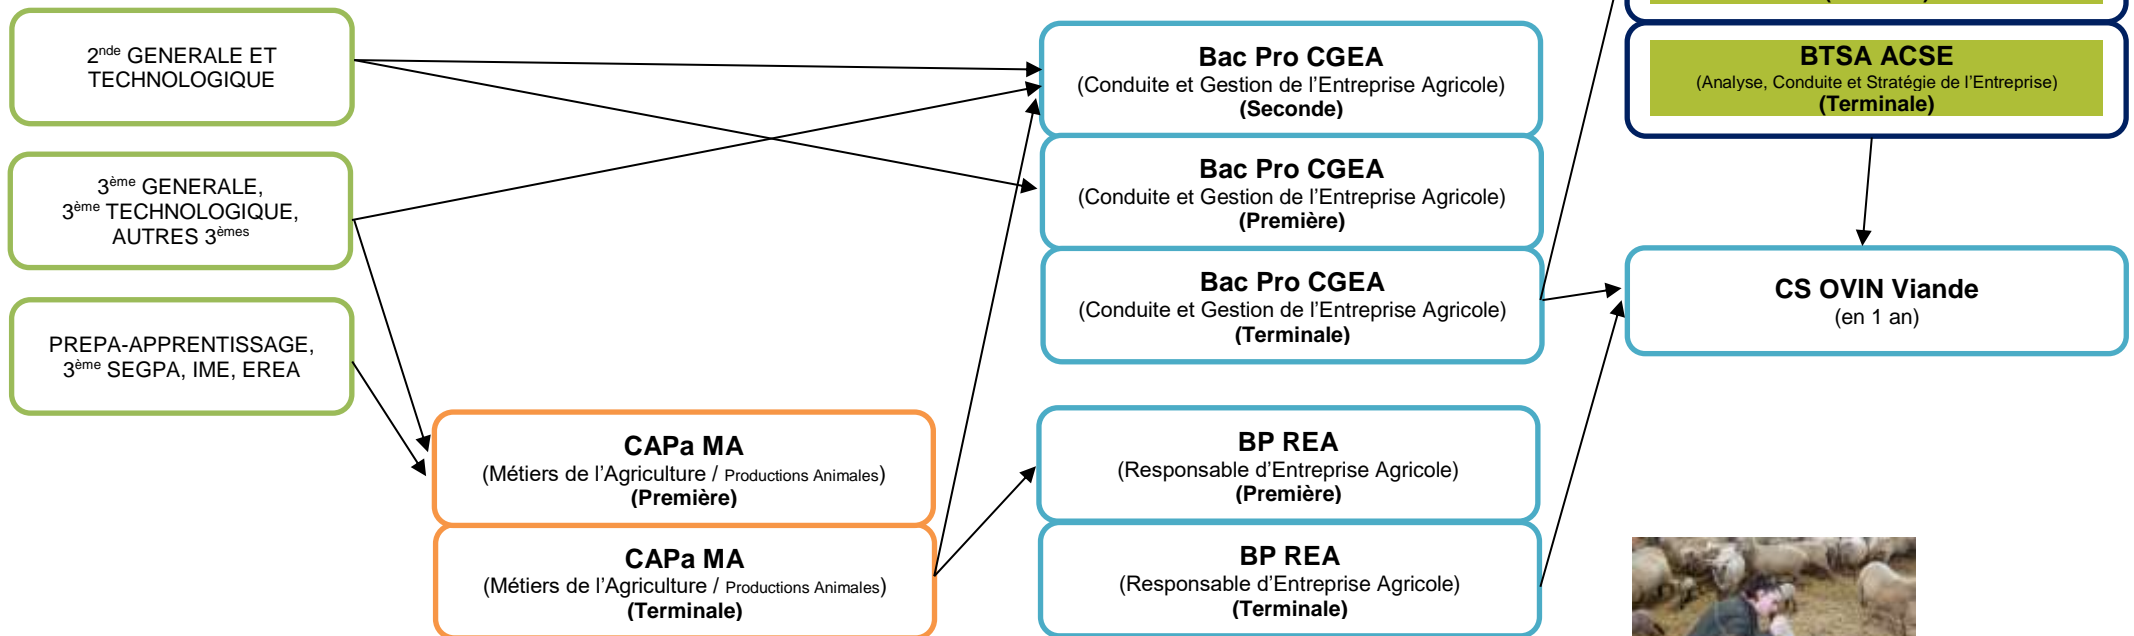 2nde GENERALE ET
TECHNOLOGIQUE
3ème GENERALE,
3ème TECHNOLOGIQUE,
AUTRES 3èmes
PREPA-APPRENTISSAGE,
3ème SEGPA, IME, EREA
CAPa MA
(Métiers de l'Agriculture / Productions Animales)
(Première)
CAPa MA
(Métiers de l'Agriculture / Productions Animales)
(Terminale)
Bac Pro CGEA
(Conduite et Gestion de l'Entreprise Agricole)
(Seconde)
Bac Pro CGEA
(Conduite et Gestion de l'Entreprise Agricole)
(Première)
Bac Pro CGEA
(Conduite et Gestion de l'Entreprise Agricole)
(Terminale)
BP REA
(Responsable d'Entreprise Agricole)
(Première)
BP REA
(Responsable d'Entreprise Agricole)
(Terminale)
BTSA ACSE
(Analyse, Conduite et Stratégie de l'Entreprise)
(Terminale)
CS OVIN Viande
(en 1 an)